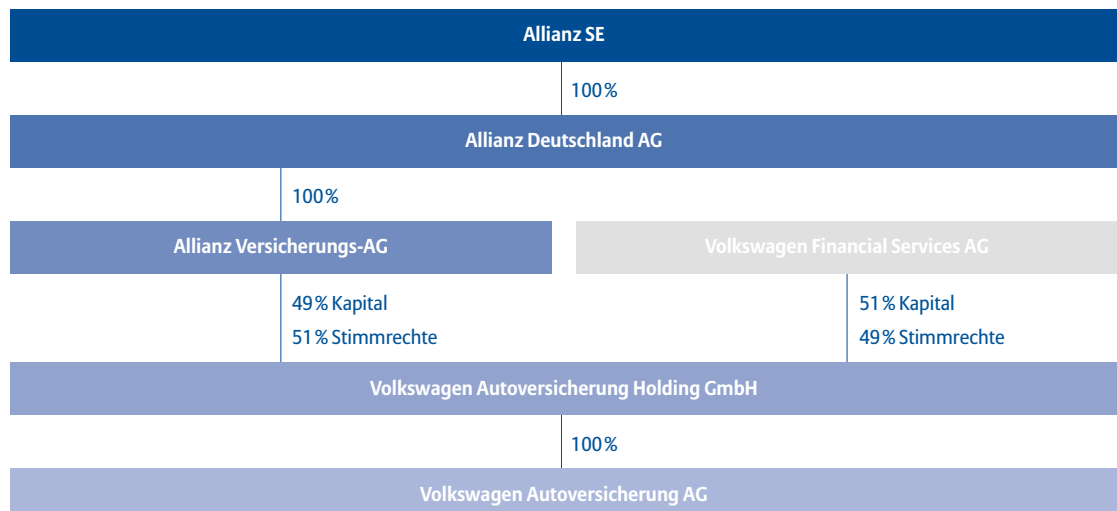 Allianz SE
100%
Allianz Deutschland AG
100%
Allianz Versicherungs-AG
Volkswagen Financial Services AG
49% Kapital
51% Stimmrechte
51% Kapital
49% Stimmrechte
Volkswagen Autoversicherung Holding GmbH
100%
Volkswagen Autoversicherung AG